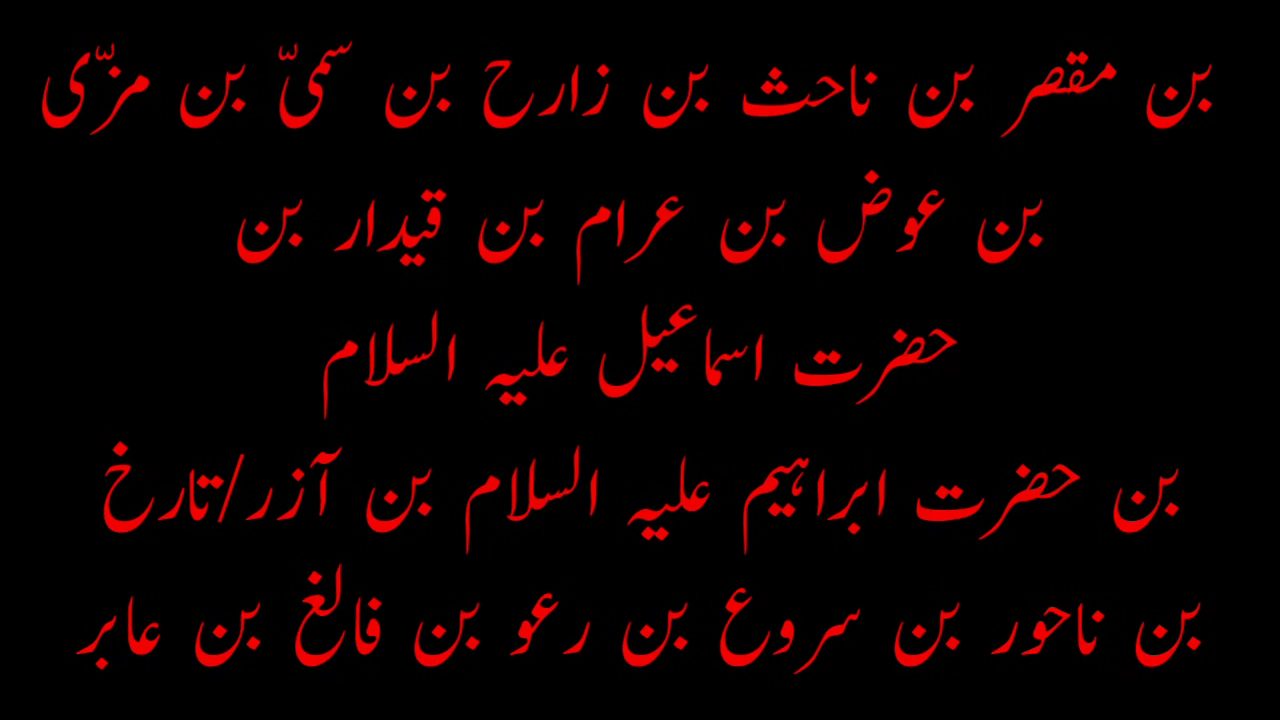 بن مقصر بن ناحث بن زارح بن سمیّ بن مزّی
بن عوض بن عرام بن قیدار بن
حضرت اسماعیل علیہ السلام
بن حضرت ابراہیم علیہ السلام بن آزر/تارخ
بن ناحور بن سروع بن رعو بن فالغ بن عابر